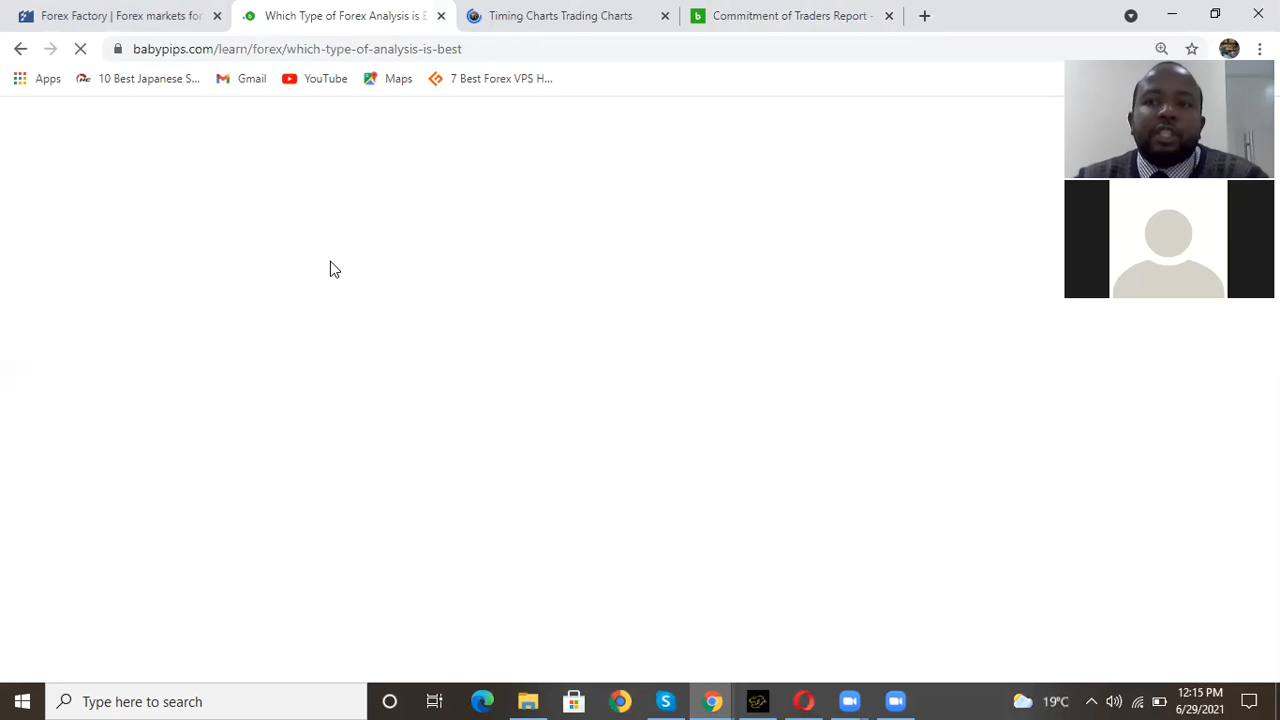 Forex Factory | Forex markets for
Which Type of Forex Analysis is B
Timing Charts Trading Charts
Commitment of Traders Report -
babypips.com/learn/forex/which-type-of-analysis-is-best
Apps
10 Best Japanese S...
Gmail
YouTube
Maps
7 Best Forex VPS H...
Type here to search
19°C
12:15 PM
6/29/2021